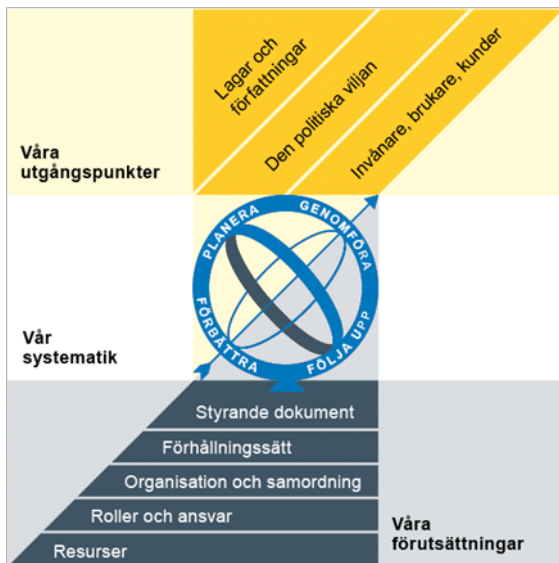 Lagar och
författningar
Den politiska viljan
Invånare, brukare, kunder
Våra
utgångspunkter
PLANERA
GENOMFÖRA
FÖLJA UPP
FÖRBÄTTRA
Vår
systematik
Styrande dokument
Förhållningssätt
Organisation och samordning
Roller och ansvar
Resurser
Våra
förutsättningar